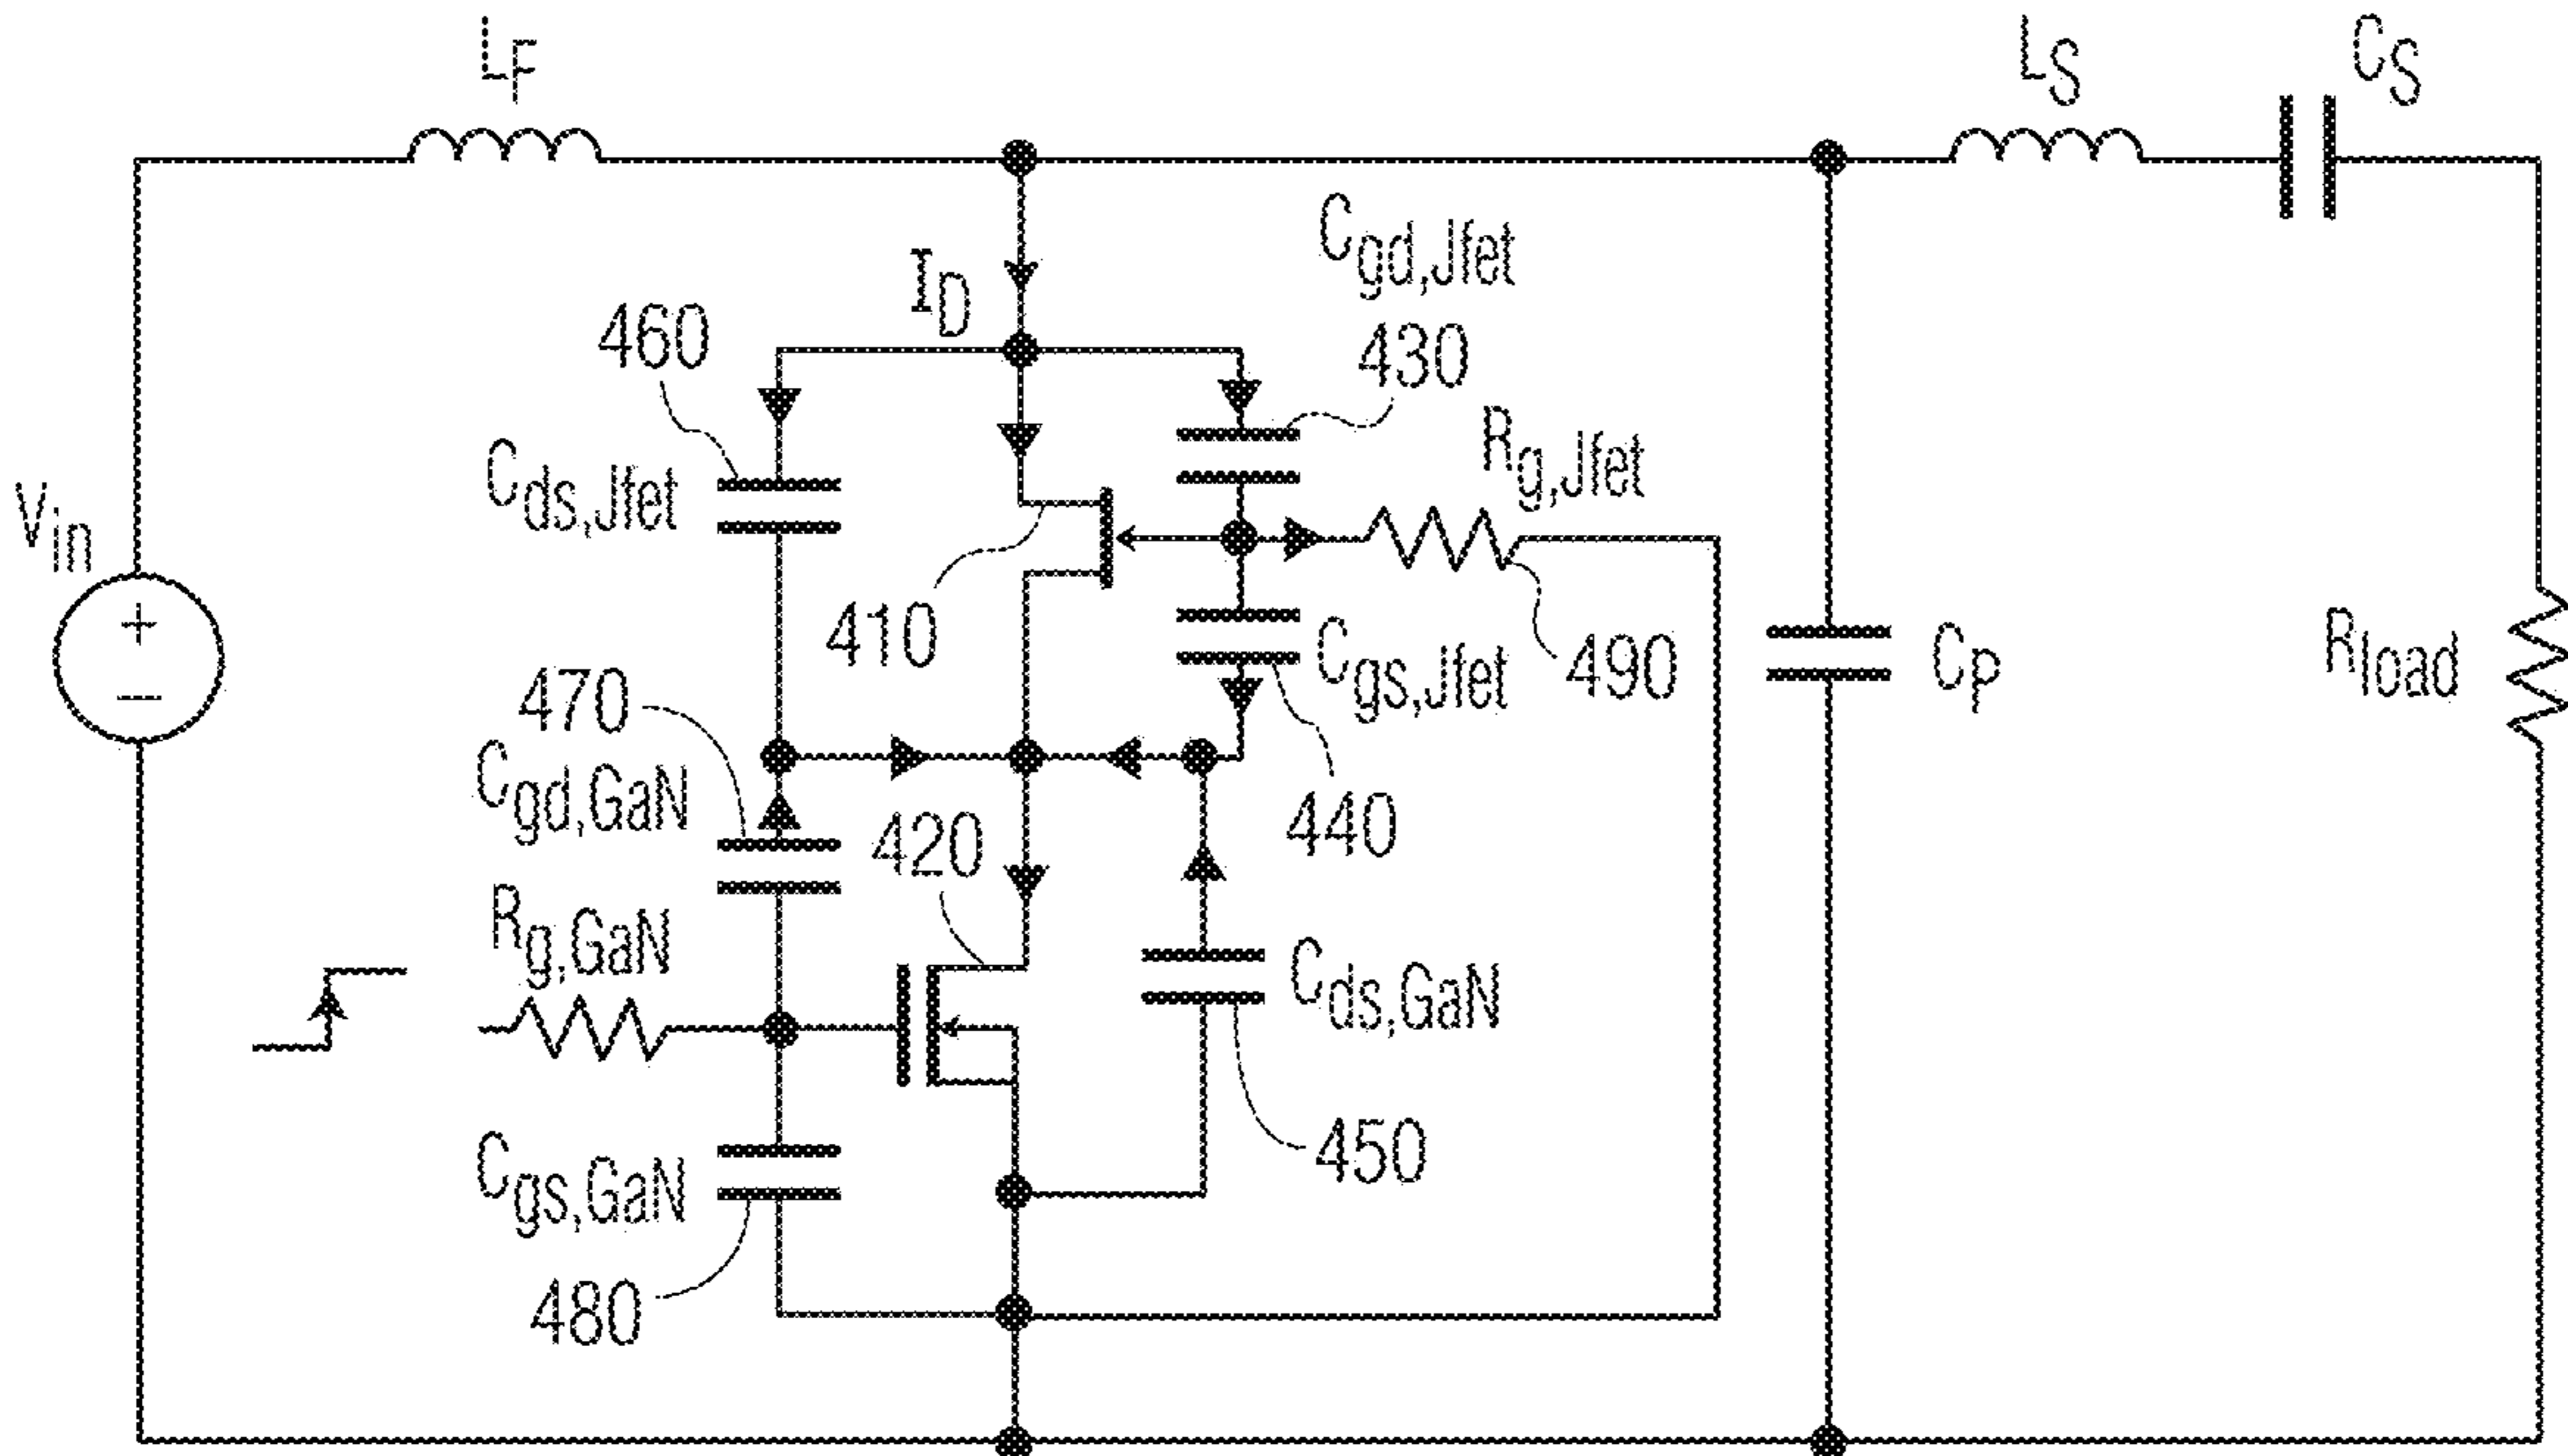 LF
LS
CS
Cgd,Jfet
ID
460
430
Cds,Jfet
Rg,Jfet
Vin
+
−
410
Cgs,Jfet
490
CP
Rload
470
Cgd,GaN
420
440
Rg,GaN
Cds,GaN
Cgs,GaN
450
480